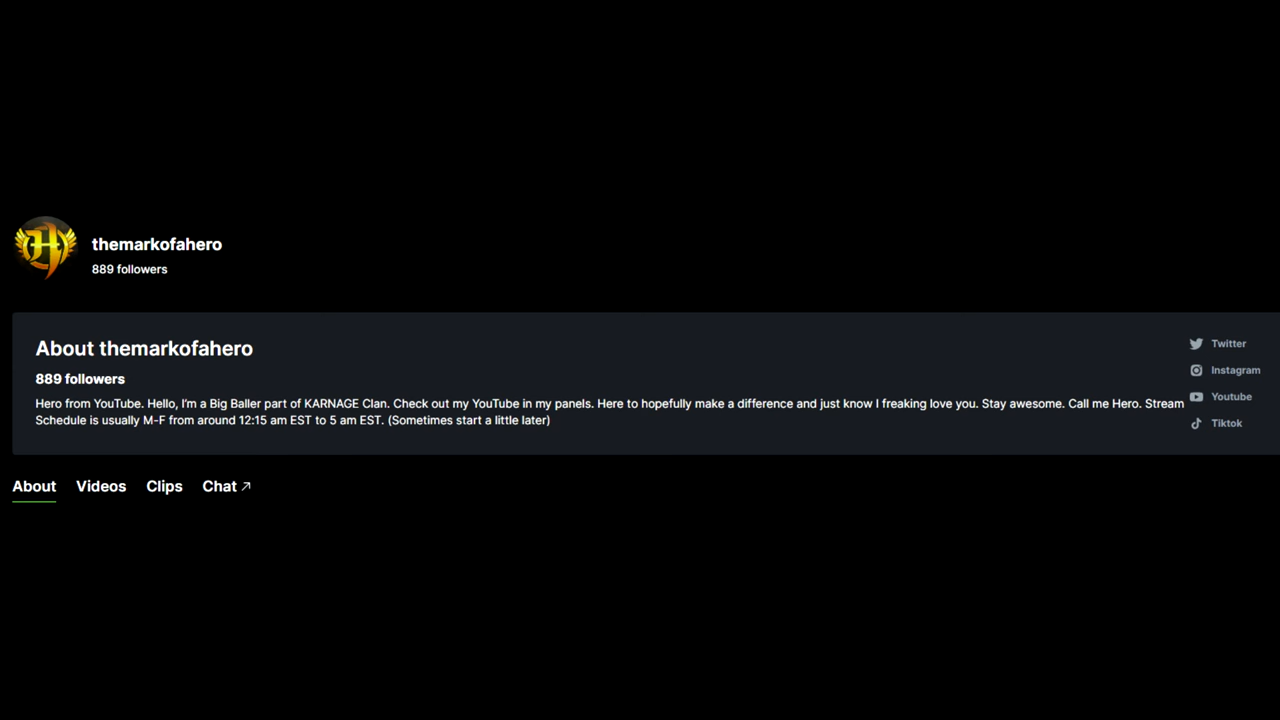 themarkofahero
889 followers
About themarkofahero
889 followers
Hero from YouTube. Hello, I'm a Big Baller part of KARNAGE Clan. Check out my YouTube in my panels. Here to hopefully make a difference and just know I freaking love you. Stay awesome. Call me Hero. Stream
Schedule is usually M-F from around 12:15 am EST to 5 am EST. (Sometimes start a little later)
Twitter
Instagram
Youtube
Tiktok
About Videos Clips Chat